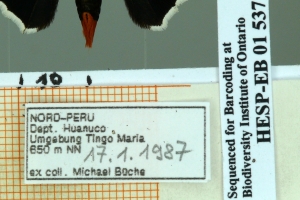 10
NORD-PERU
Dept. Huanuco
Umgebung Tingo Maria
650 m NN 17.1.1987
ex coll. Michael Büche
Sequenced for Barcoding at
Biodiversity Institute of Ontario
HESP-EB 01 537